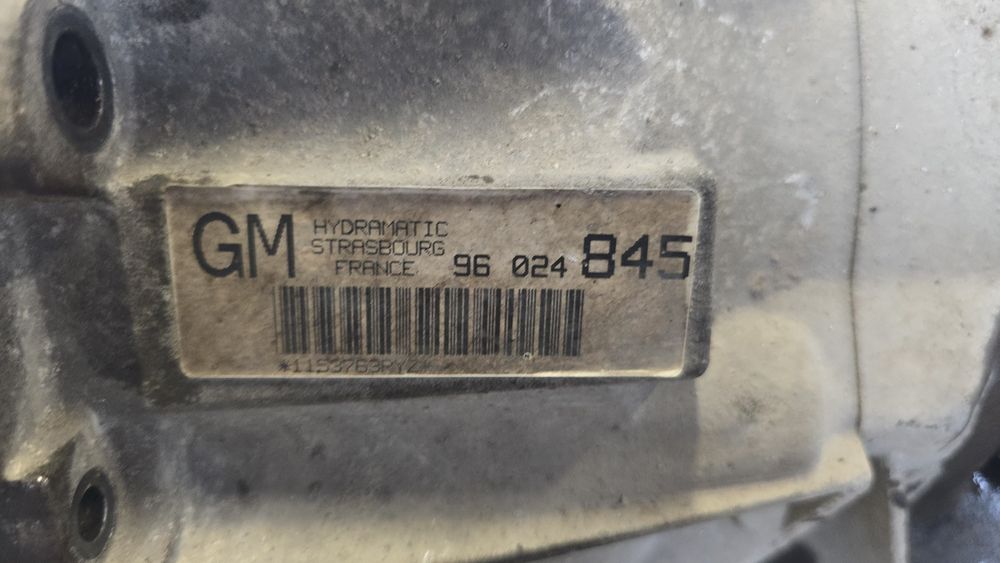 GM
HYDRAMATIC
STRASBOURG
FRANCE
96 024 845